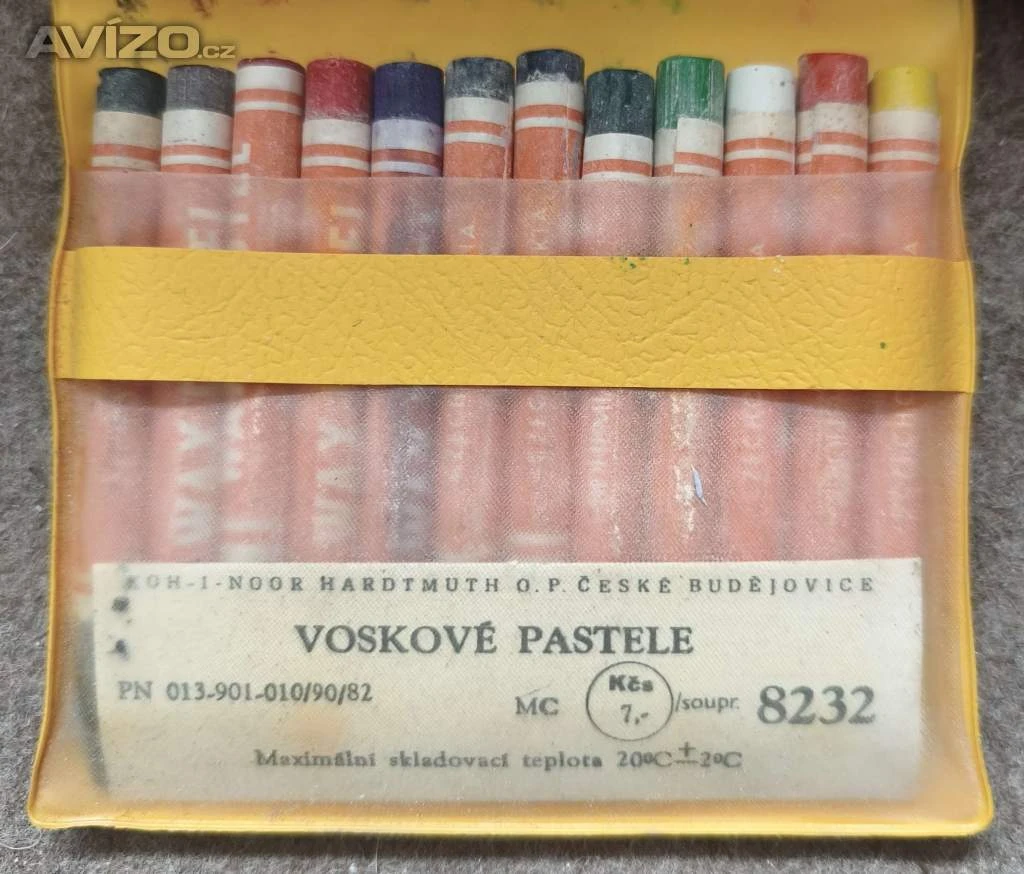 AVÍZO.cz
KOH-I-NOOR HARDTMUTH O.P. ČESKÉ BUDĚJOVICE
VOSKOVÉ PASTELE
PN 013-901-010/90/82
MC Kčs 7,- /soupr. 8232
Maximální skladovací teplota 20°C ± 2°C